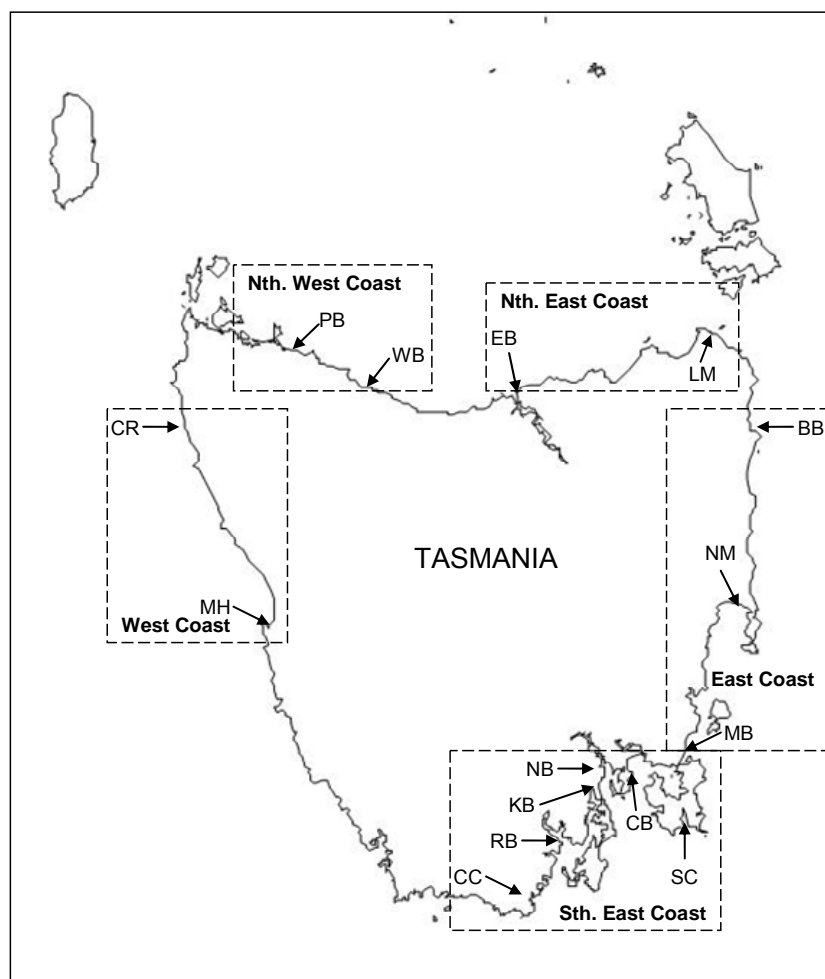 Nth. West Coast
Nth. East Coast
PB
EB
WB
LM
CR
BB
TASMANIA
NM
MH
West Coast
East Coast
MB
NB
KB
CB
RB
CC
SC
Sth. East Coast